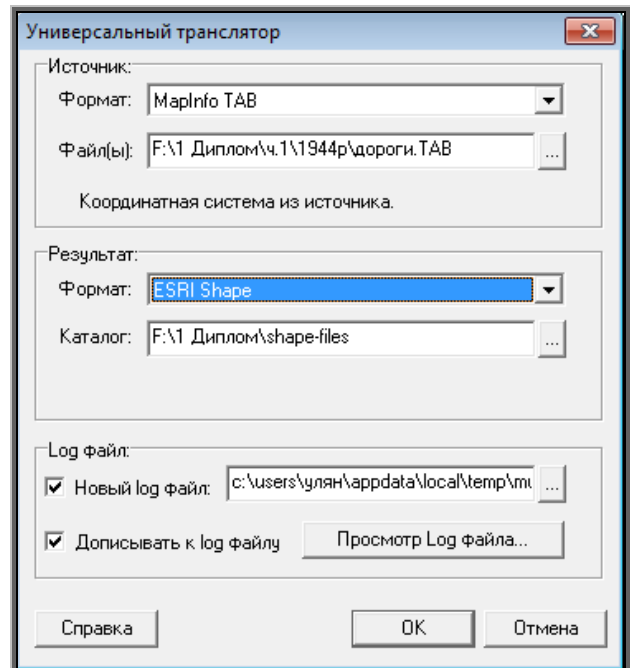 Универсальный транслятор
Источник:
Формат: MapInfo TAB
Файл(ы): F:\1 Диплом\ч.1\1944р\дороги.TAB ...
Координатная система из источника.
Результат:
Формат: ESRI Shape
Каталог: F:\1 Диплом\shape-files ...
Log файл:
Новый log файл: c:\users\улян\appdata\local\temp\mu ...
Дописывать к log файлу Просмотр Log файла...
Справка OK Отмена